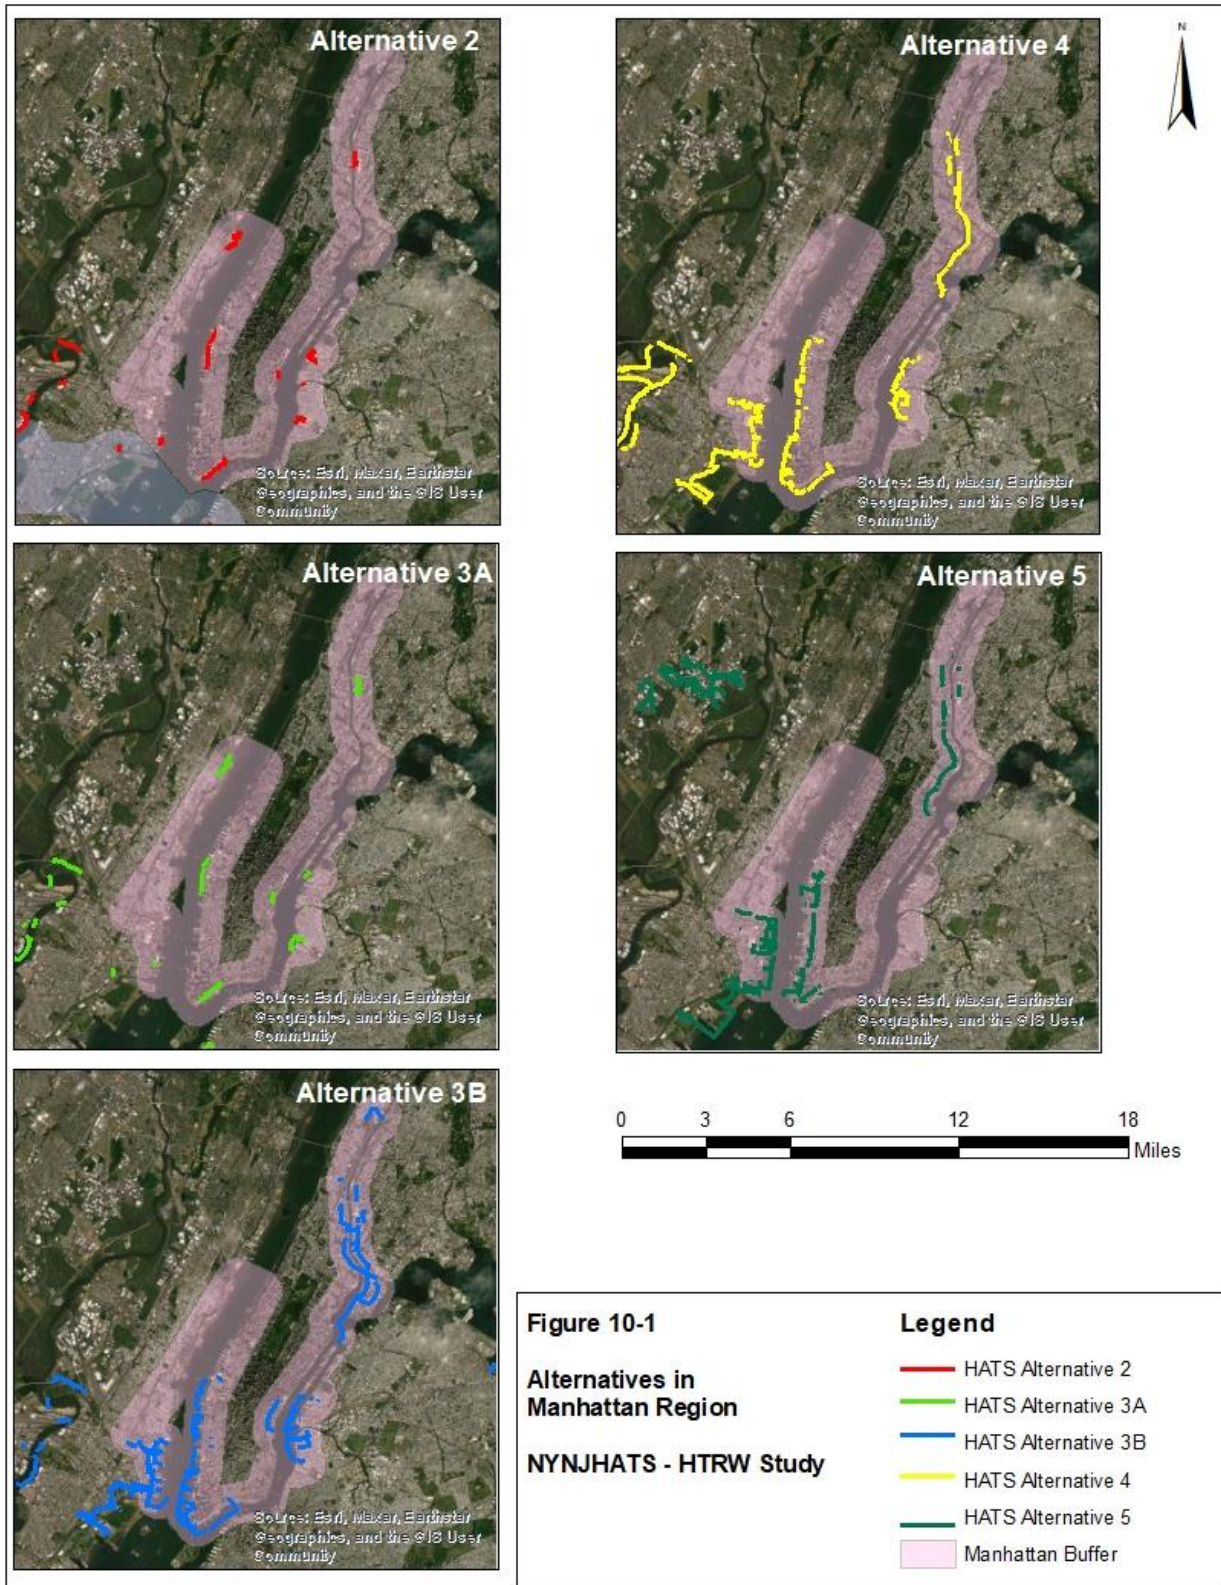 Alternative 2
Source: Esri, Maxar, Earthstar
Geographics, and the GIS User
Community
Alternative 4
Source: Esri, Maxar, Earthstar
Geographics, and the GIS User
Community
N
Alternative 3A
Source: Esri, Maxar, Earthstar
Geographics, and the GIS User
Community
Alternative 5
Source: Esri, Maxar, Earthstar
Geographics, and the GIS User
Community
Alternative 3B
Source: Esri, Maxar, Earthstar
Geographics, and the GIS User
Community
0 3 6 12 18
Miles
Figure 10-1
Alternatives in
Manhattan Region
NYNJHATS - HTRW Study
Legend
HATS Alternative 2
HATS Alternative 3A
HATS Alternative 3B
HATS Alternative 4
HATS Alternative 5
Manhattan Buffer